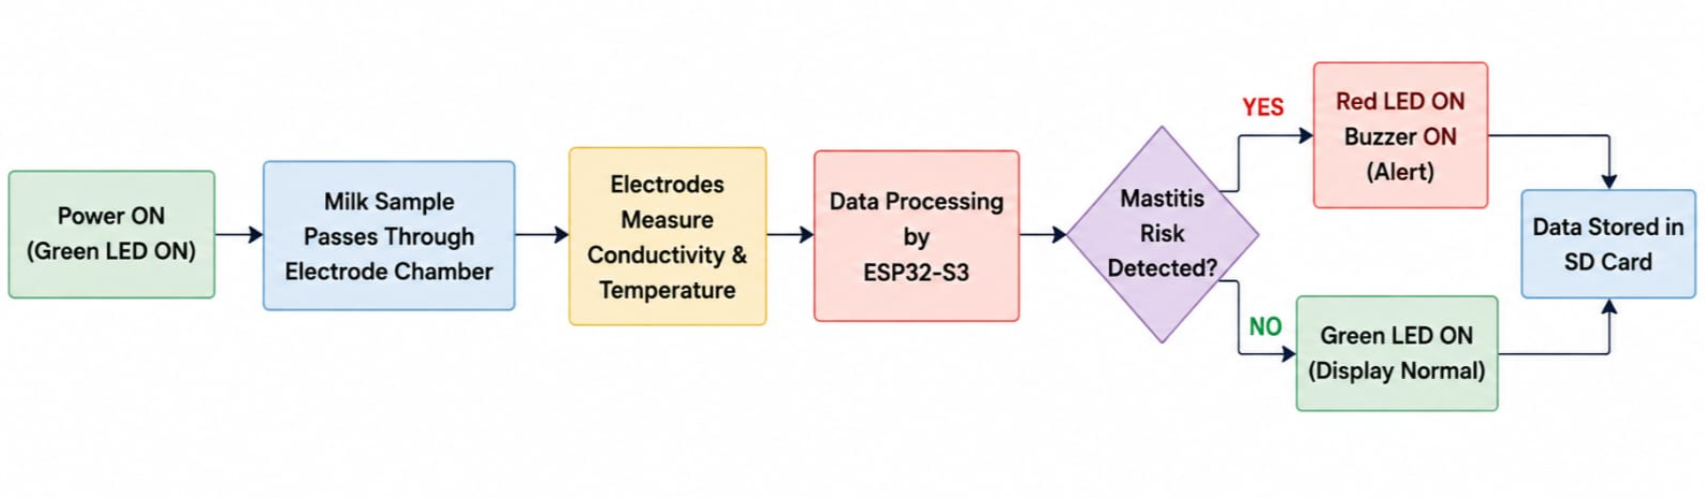 Power ON
(Green LED ON)
Milk Sample
Passes Through
Electrode Chamber
Electrodes
Measure
Conductivity &
Temperature
Data Processing
by
ESP32-S3
Mastitis
Risk
Detected?
YES
Red LED ON
Buzzer ON
(Alert)
NO
Green LED ON
(Display Normal)
Data Stored in
SD Card